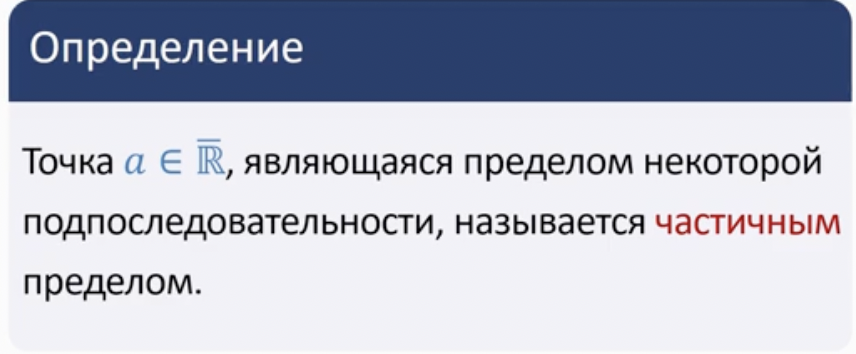 Определение
Точка a ∈ ℝ̅, являющаяся пределом некоторой
подпоследовательности, называется частичным
пределом.